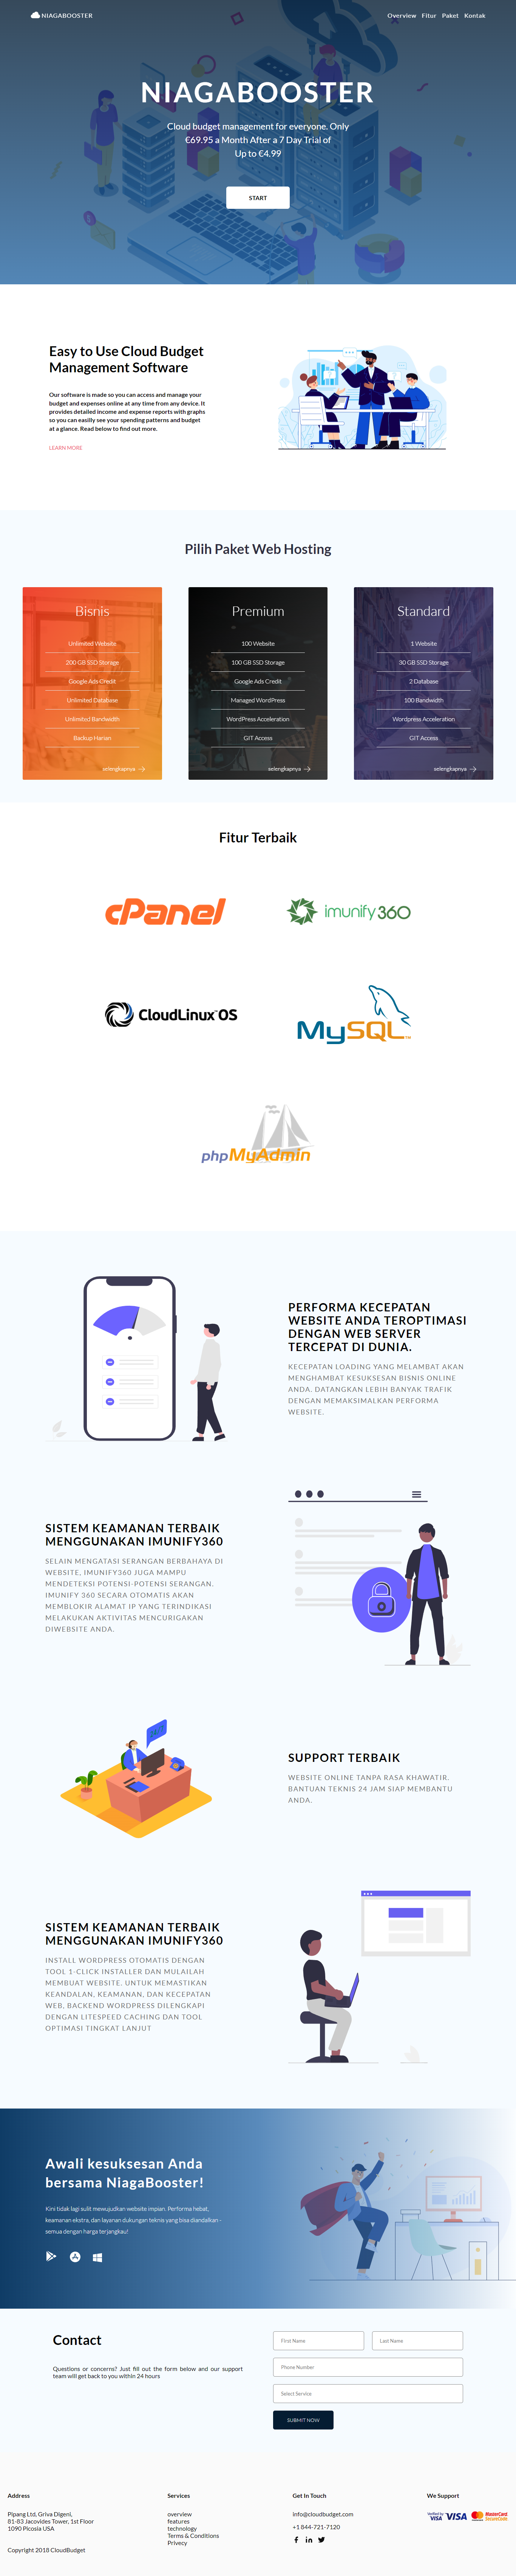 NIAGABOOSTER
Overview Fitur Paket Kontak
NIAGABOOSTER
Cloud budget management for everyone. Only
€69.95 a Month After a 7 Day Trial of
Up to €4.99
START
Easy to Use Cloud Budget
Management Software
Our software is made so you can access and manage your
budget and expenses online at any time from any device. It
provides detailed income and expense reports with graphs
so you can easily see your spending patterns and budget
at a glance. Read below to find out more.
LEARN MORE
Pilih Paket Web Hosting
Bisnis
Unlimited Website
200 GB SSD Storage
Google Ads Credit
Unlimited Database
Unlimited Bandwidth
Backup Harian
selengkapnya
Premium
100 Website
100 GB SSD Storage
Google Ads Credit
Managed WordPress
WordPress Acceleration
GIT Access
selengkapnya
Standard
1 Website
30 GB SSD Storage
2 Database
100 Bandwidth
Wordpress Acceleration
GIT Access
selengkapnya
Fitur Terbaik
cPanel
imunify360
CloudLinux OS
MySQL
phpMyAdmin
PERFORMA KECEPATAN
WEBSITE ANDA TEROPTIMASI
DENGAN WEB SERVER
TERCEPAT DI DUNIA.
KECEPATAN LOADING YANG MELAMBAT AKAN
MENGHAMBAT KESUKSESAN BISNIS ONLINE
ANDA. DATANGKAN LEBIH BANYAK TRAFIK
DENGAN MEMAKSIMALKAN PERFORMA
WEBSITE.
SISTEM KEAMANAN TERBAIK
MENGGUNAKAN IMUNIFY360
SELAIN MENGATASI SERANGAN BERBAHAYA DI
WEBSITE, IMUNIFY360 JUGA MAMPU
MENDETEKSI POTENSI-POTENSI SERANGAN.
IMUNIFY 360 SECARA OTOMATIS AKAN
MEMBLOKIR ALAMAT IP YANG TERINDIKASI
MELAKUKAN AKTIVITAS MENCURIGAKAN
DIWEBSITE ANDA.
SUPPORT TERBAIK
WEBSITE ONLINE TANPA RASA KHAWATIR.
BANTUAN TEKNIS 24 JAM SIAP MEMBANTU
ANDA.
SISTEM KEAMANAN TERBAIK
MENGGUNAKAN IMUNIFY360
INSTALL WORDPRESS OTOMATIS DENGAN
TOOL 1-CLICK INSTALLER DAN MULAILAH
MEMBUAT WEBSITE. UNTUK MEMASTIKAN
KEANDALAN, KEAMANAN, DAN KECEPATAN
WEB, BACKEND WORDPRESS DILENGKAPI
DENGAN LITESPEED CACHING DAN TOOL
OPTIMASI TINGKAT LANJUT
Awali kesuksesan Anda
bersama NiagaBooster!
Kini tidak lagi sulit mewujudkan website impian. Performa hebat,
keamanan ekstra, dan layanan dukungan teknis yang bisa diandalkan -
semua dengan harga terjangkau!
Contact
Questions or concerns? Just fill out the form below and our support
team will get back to you within 24 hours
First Name
Last Name
Phone Number
Select Service
SUBMIT NOW
Address
Pipang Ltd, Griva Digeni,
81-83 Jacovides Tower, 1st Floor
1090 Picosia USA
Copyright 2018 CloudBudget
Services
overview
features
technology
Terms & Conditions
Privecy
Get In Touch
info@cloudbudget.com
+1 844-721-7120
We Support
Verified by VISA VISA MasterCard. SecureCode.